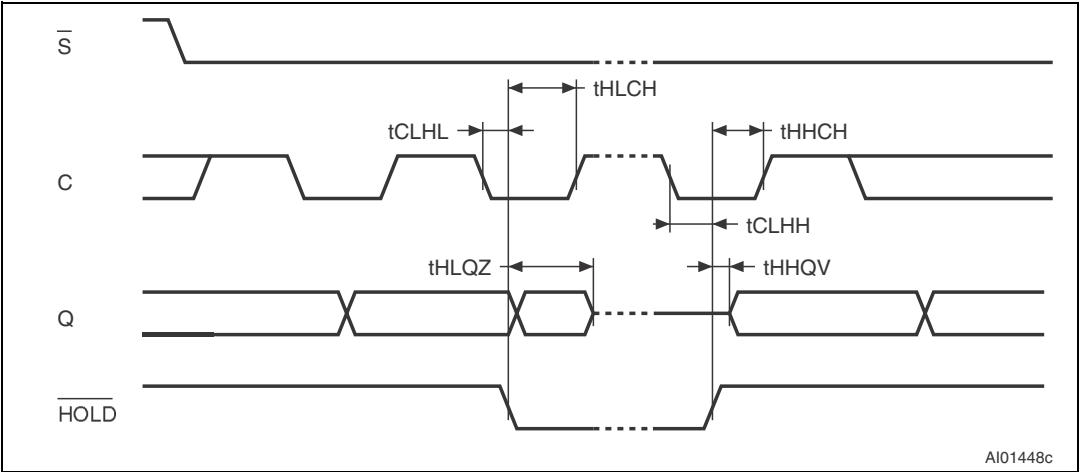 S
tHLCH
tCLHL
tHHCH
C
tCLHH
tHLQZ
tHHQV
Q
HOLD
AI01448c